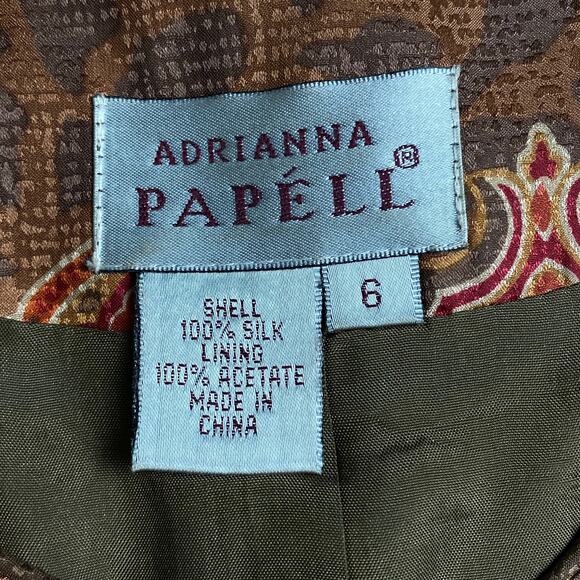 ADRIANNA
PAPÉLL®
6
SHELL
100% SILK
LINING
100% ACETATE
MADE IN
CHINA